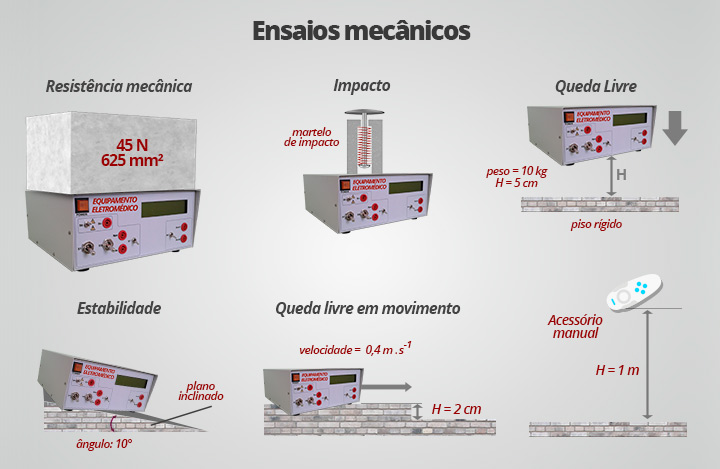 Ensaios mecânicos
Resistência mecânica
45 N
625 mm²
EQUIPAMENTO
ELETROMÉDICO
Impacto
martelo
de impacto
EQUIPAMENTO
ELETROMÉDICO
Queda Livre
EQUIPAMENTO
ELETROMÉDICO
peso = 10 kg
H = 5 cm
H
piso rígido
Estabilidade
EQUIPAMENTO
ELETROMÉDICO
plano
inclinado
ângulo: 10°
Queda livre em movimento
velocidade = 0,4 m . s⁻¹
EQUIPAMENTO
ELETROMÉDICO
H = 2 cm
Acessório
manual
H = 1 m